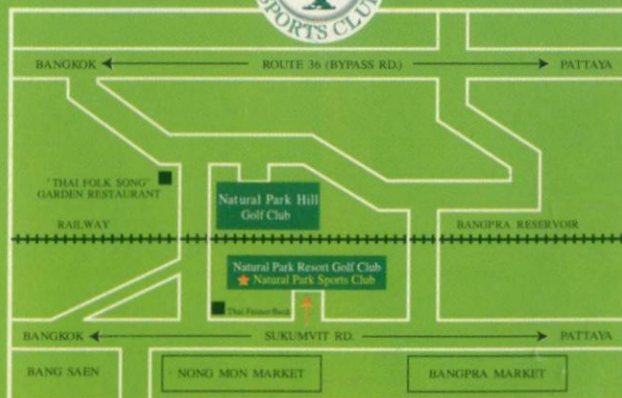 SPORTS CLUB
BANGKOK ROUTE 36 (BYPASS RD.) PATTAYA
"THAI FOLK SONG"
GARDEN RESTAURANT
Natural Park Hill
Golf Club
RAILWAY BANGPRA RESERVOIR
Natural Park Resort Golf Club
Natural Park Sports Club
Thai Farmer Bank
BANGKOK SUKUMVIT RD. PATTAYA
BANG SAEN NONG MON MARKET BANGPRA MARKET